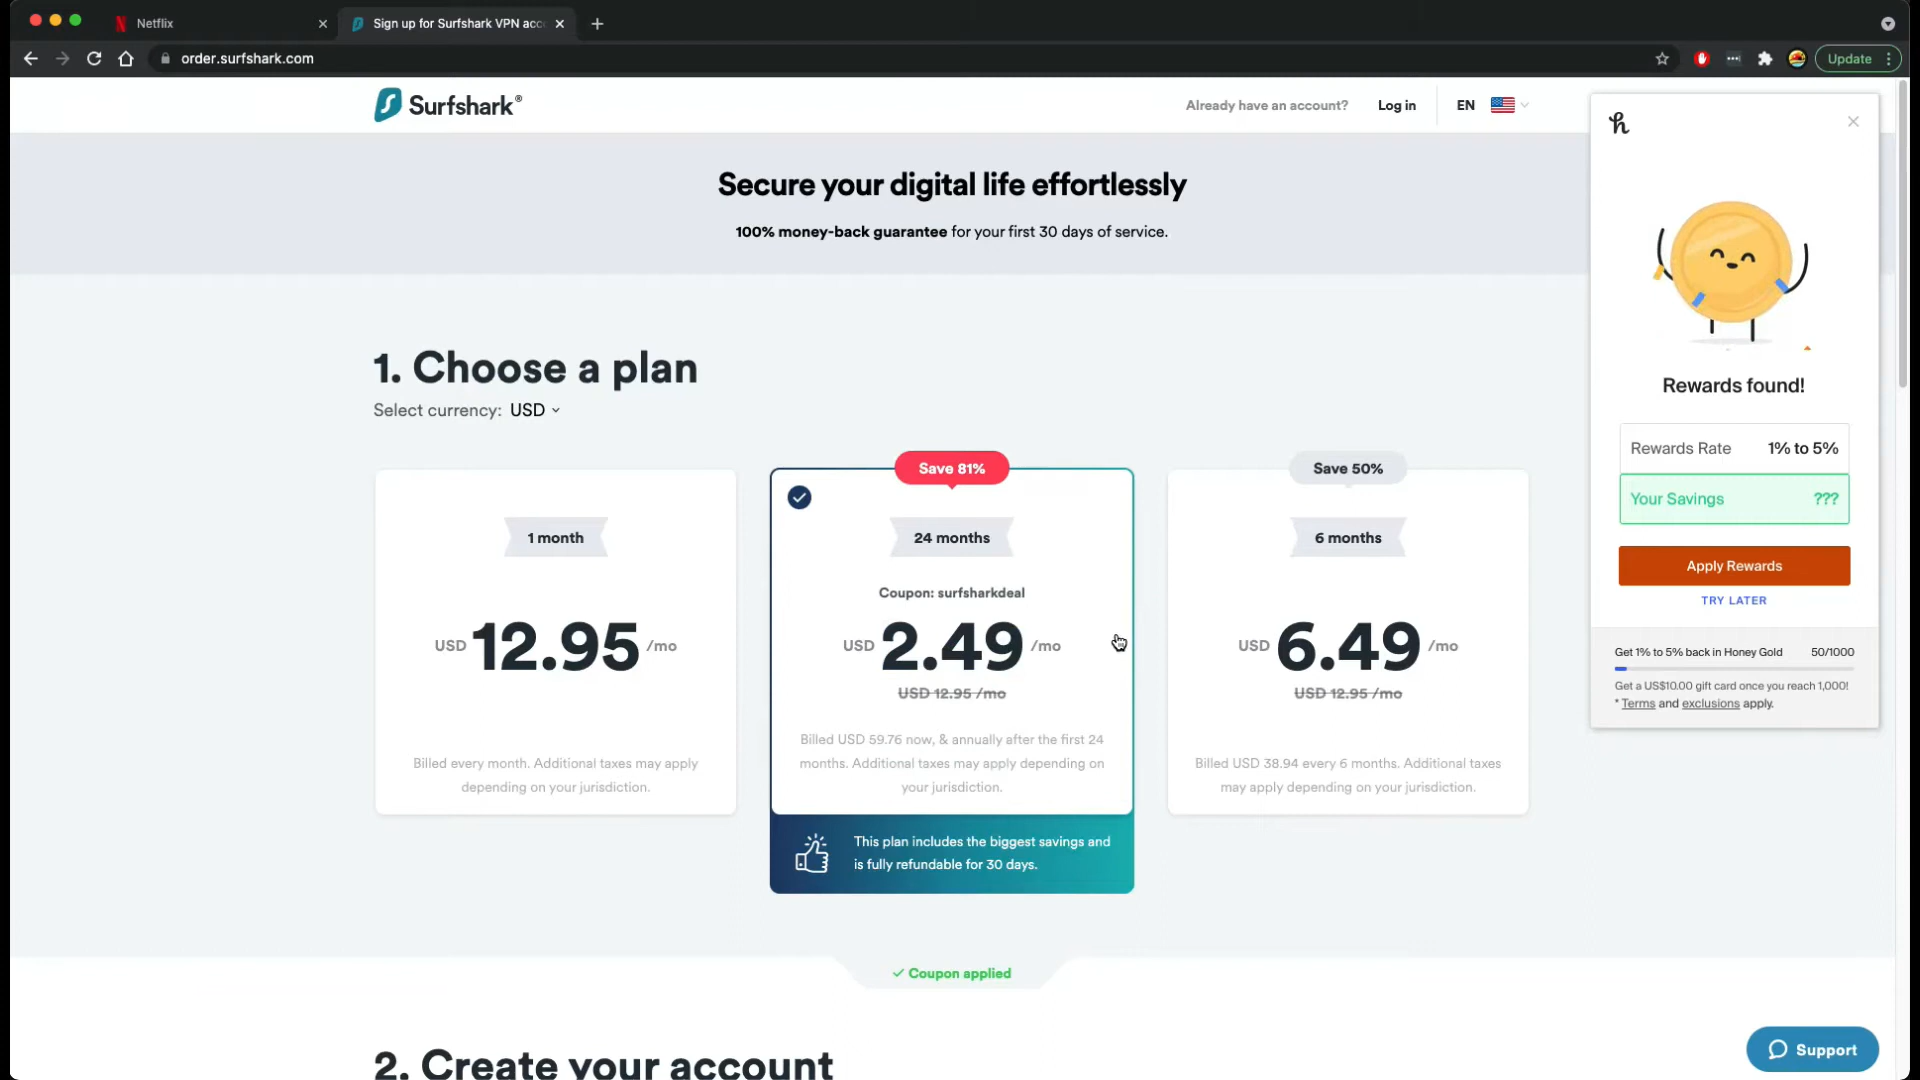 Netflix
Sign up for Surfshark VPN acc
order.surfshark.com
Update
Surfshark®
Already have an account?
Log in
EN
Secure your digital life effortlessly
100% money-back guarantee for your first 30 days of service.
1. Choose a plan
Select currency: USD
1 month
USD 12.95 /mo
Billed every month. Additional taxes may apply
depending on your jurisdiction.
Save 81%
24 months
Coupon: surfsharkdeal
USD 2.49 /mo
USD 12.95 /mo
Billed USD 59.76 now, & annually after the first 24
months. Additional taxes may apply depending on
your jurisdiction.
This plan includes the biggest savings and
is fully refundable for 30 days.
Save 50%
6 months
USD 6.49 /mo
USD 12.95 /mo
Billed USD 38.94 every 6 months. Additional taxes
may apply depending on your jurisdiction.
Coupon applied
2. Create your account
h
Rewards found!
Rewards Rate 1% to 5%
Your Savings ???
Apply Rewards
TRY LATER
Get 1% to 5% back in Honey Gold 50/1000
Get a US$10.00 gift card once you reach 1,000!
* Terms and exclusions apply.
Support